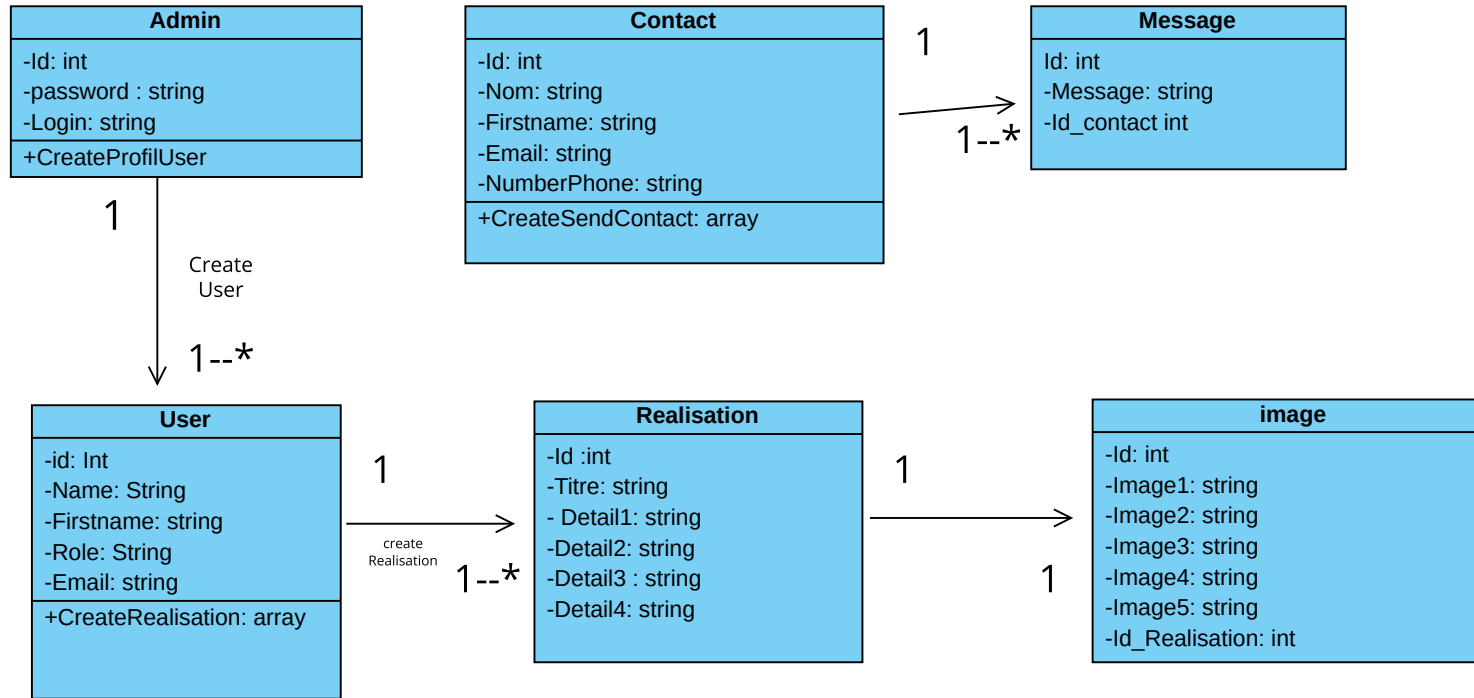 Admin
-Id: int
-password : string
-Login: string
+CreateProfilUser
1
Create
User
1--*
Contact
-Id: int
-Nom: string
-Firstname: string
-Email: string
-NumberPhone: string
+CreateSendContact: array
1
1--*
Message
Id: int
-Message: string
-Id_contact int
User
-id: Int
-Name: String
-Firstname: string
-Role: String
-Email: string
+CreateRealisation: array
1
create
Realisation
1--*
Realisation
-Id :int
-Titre: string
- Detail1: string
-Detail2: string
-Detail3 : string
-Detail4: string
1
1
image
-Id: int
-Image1: string
-Image2: string
-Image3: string
-Image4: string
-Image5: string
-Id_Realisation: int